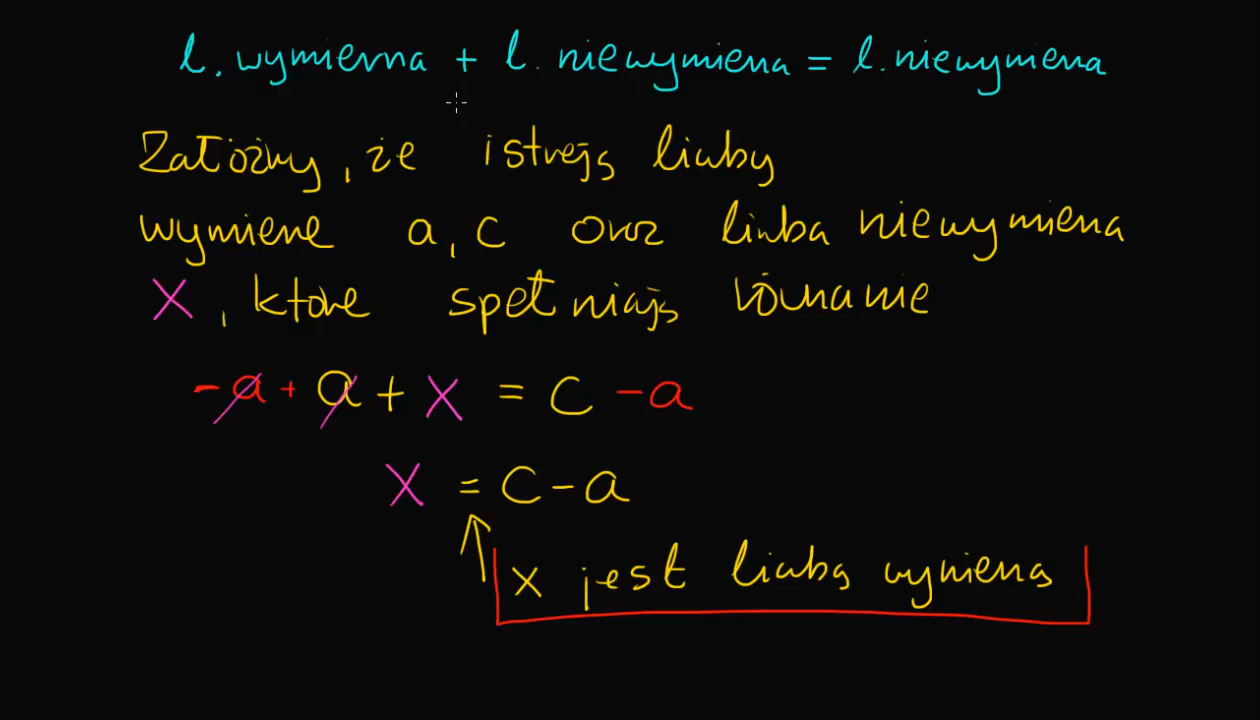 l. wymierna + l. niewymierna = l. niewymierna
Załóżmy, że istnieją liczby
wymierne a, c oraz liczba niewymierna
x, które spełniają równanie
-a + a + x = c - a
x = c - a
x jest liczbą wymierną